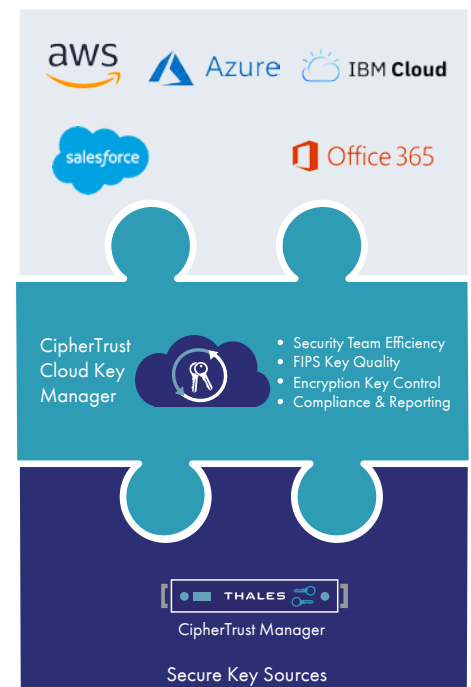 aws
Azure
IBM Cloud
salesforce
Office 365
CipherTrust
Cloud Key
Manager
• Security Team Efficiency
• FIPS Key Quality
• Encryption Key Control
• Compliance & Reporting
THALES
CipherTrust Manager
Secure Key Sources